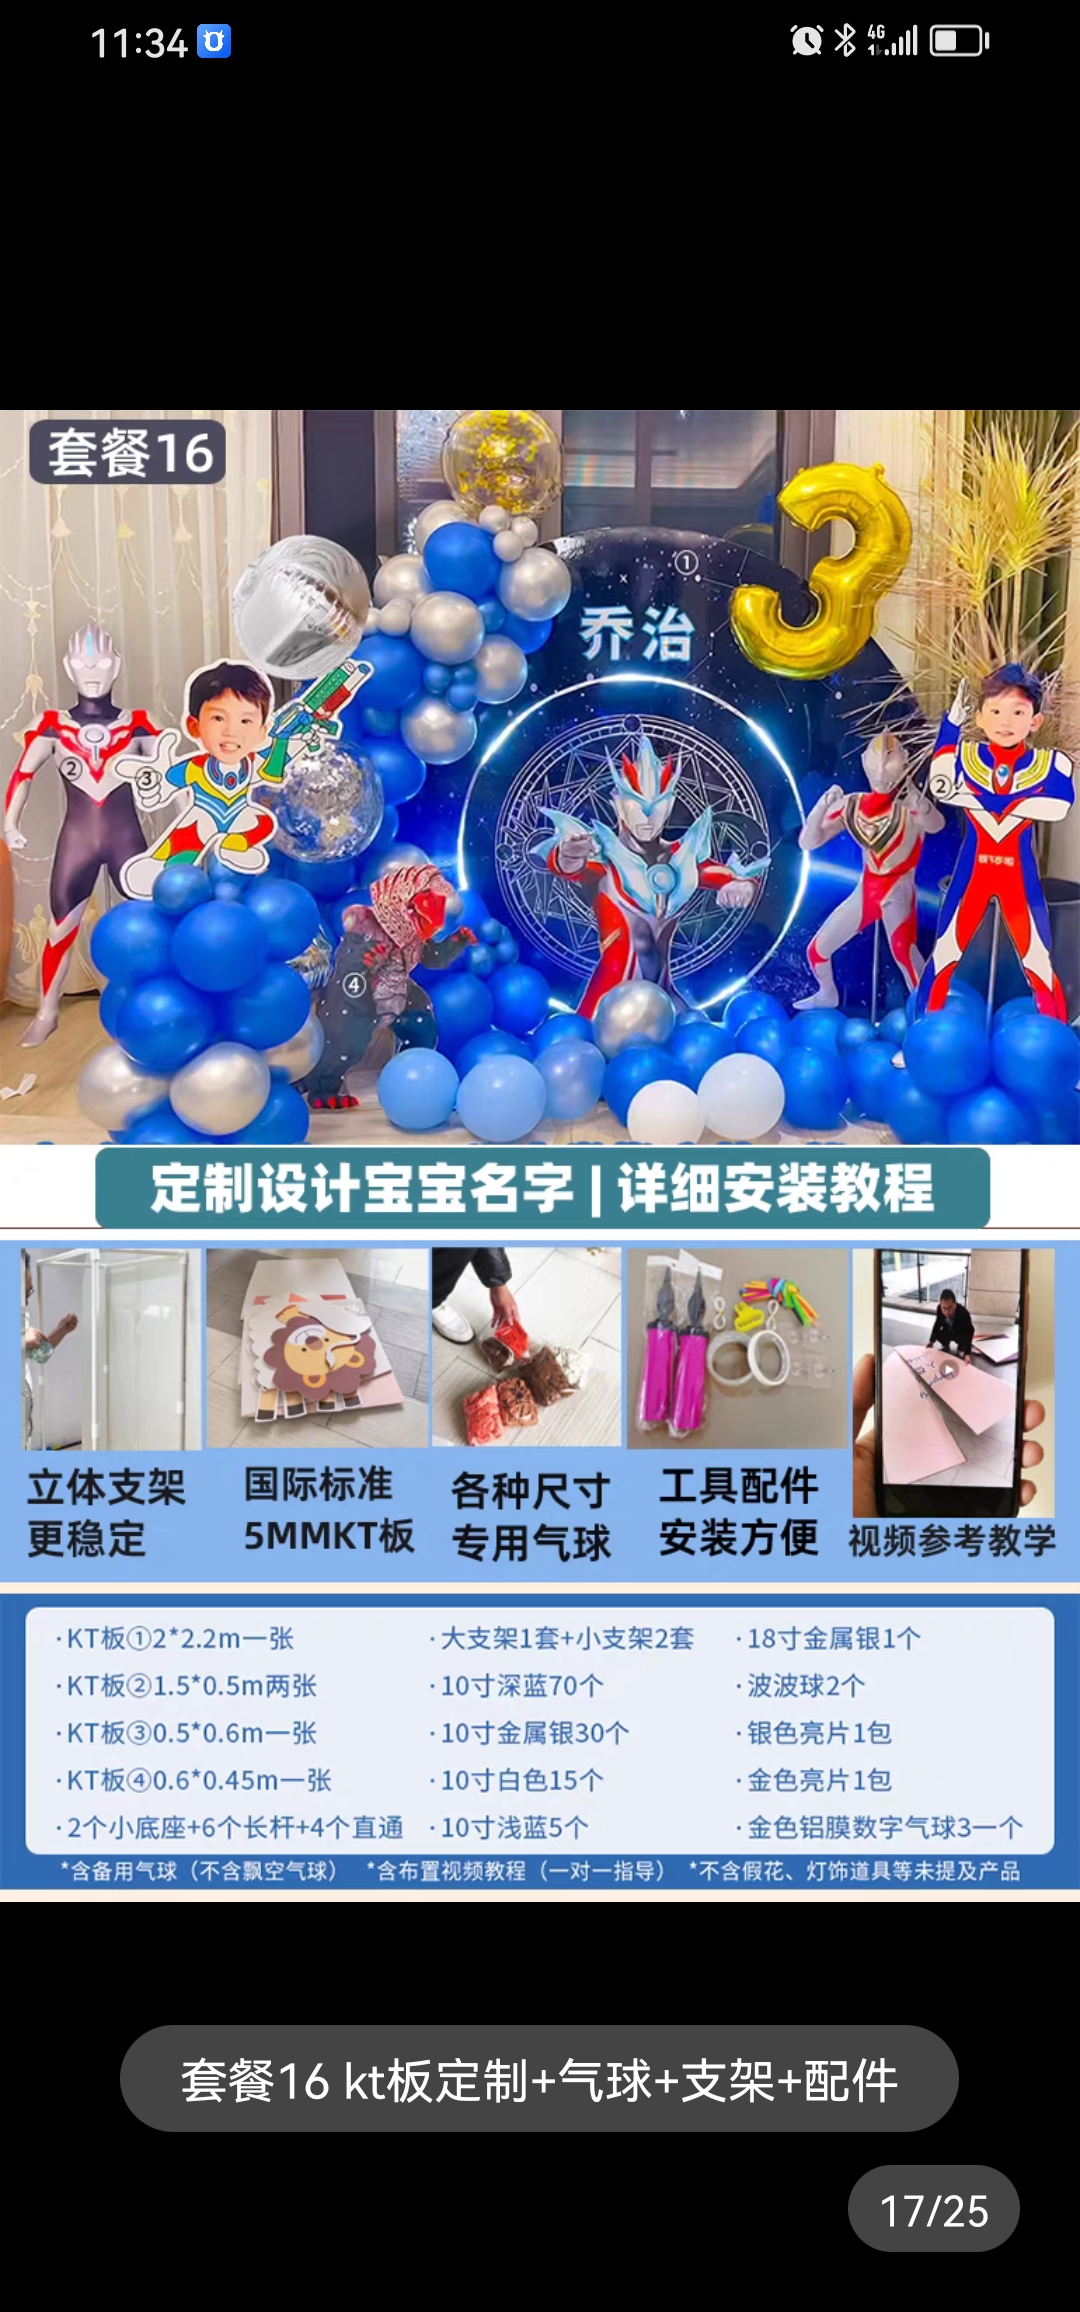 11:34
4G
套餐16
①
乔治
②
③
②
④
定制设计宝宝名字 | 详细安装教程
立体支架
更稳定
国际标准
5MMKT板
各种尺寸
专用气球
工具配件
安装方便
视频参考教学
·KT板①2*2.2m一张
·KT板②1.5*0.5m两张
·KT板③0.5*0.6m一张
·KT板④0.6*0.45m一张
·2个小底座+6个长杆+4个直通
·大支架1套+小支架2套
·10寸深蓝70个
·10寸金属银30个
·10寸白色15个
·10寸浅蓝5个
·18寸金属银1个
·波波球2个
·银色亮片1包
·金色亮片1包
·金色铝膜数字气球3一个
*含备用气球（不含飘空气球） *含布置视频教程（一对一指导） *不含假花、灯饰道具等未提及产品
套餐16 kt板定制+气球+支架+配件
17/25